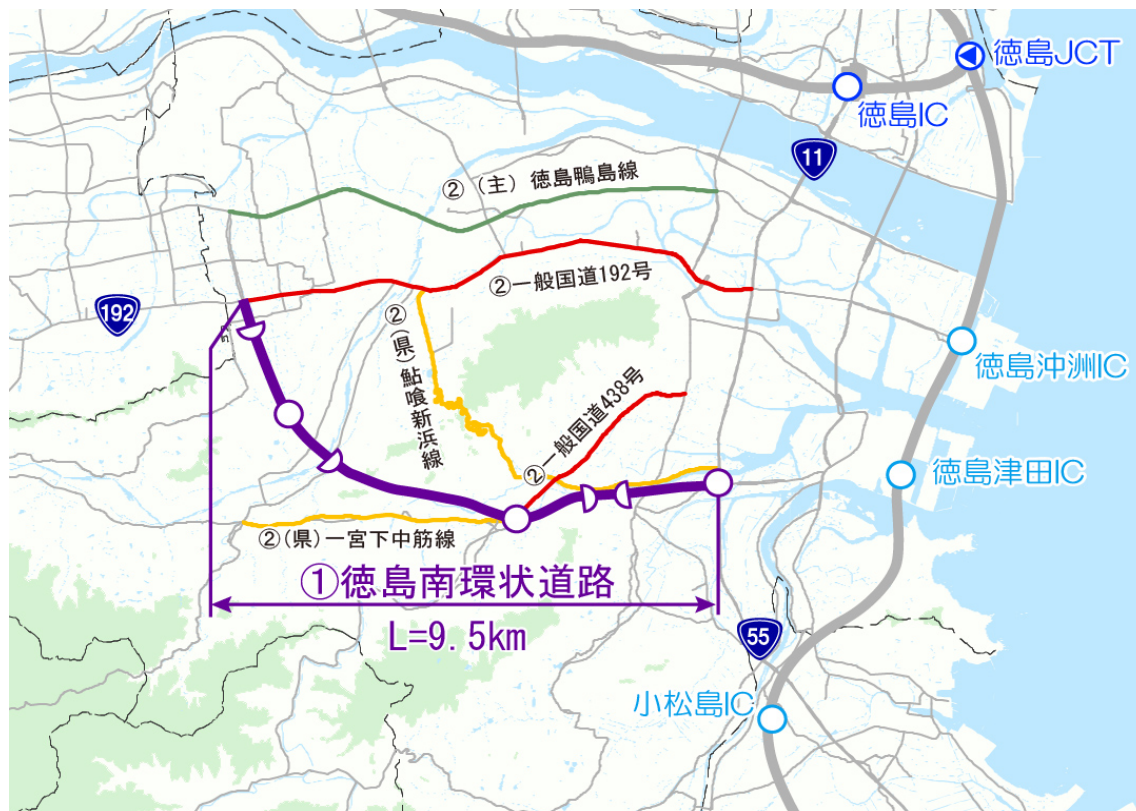 徳島JCT
徳島IC
11
②（主）徳島鴨島線
②一般国道192号
192
②(県)鮎喰新浜線
徳島沖洲IC
②一般国道438号
徳島津田IC
②(県)一宮下中筋線
①徳島南環状道路
L=9.5km
55
小松島IC